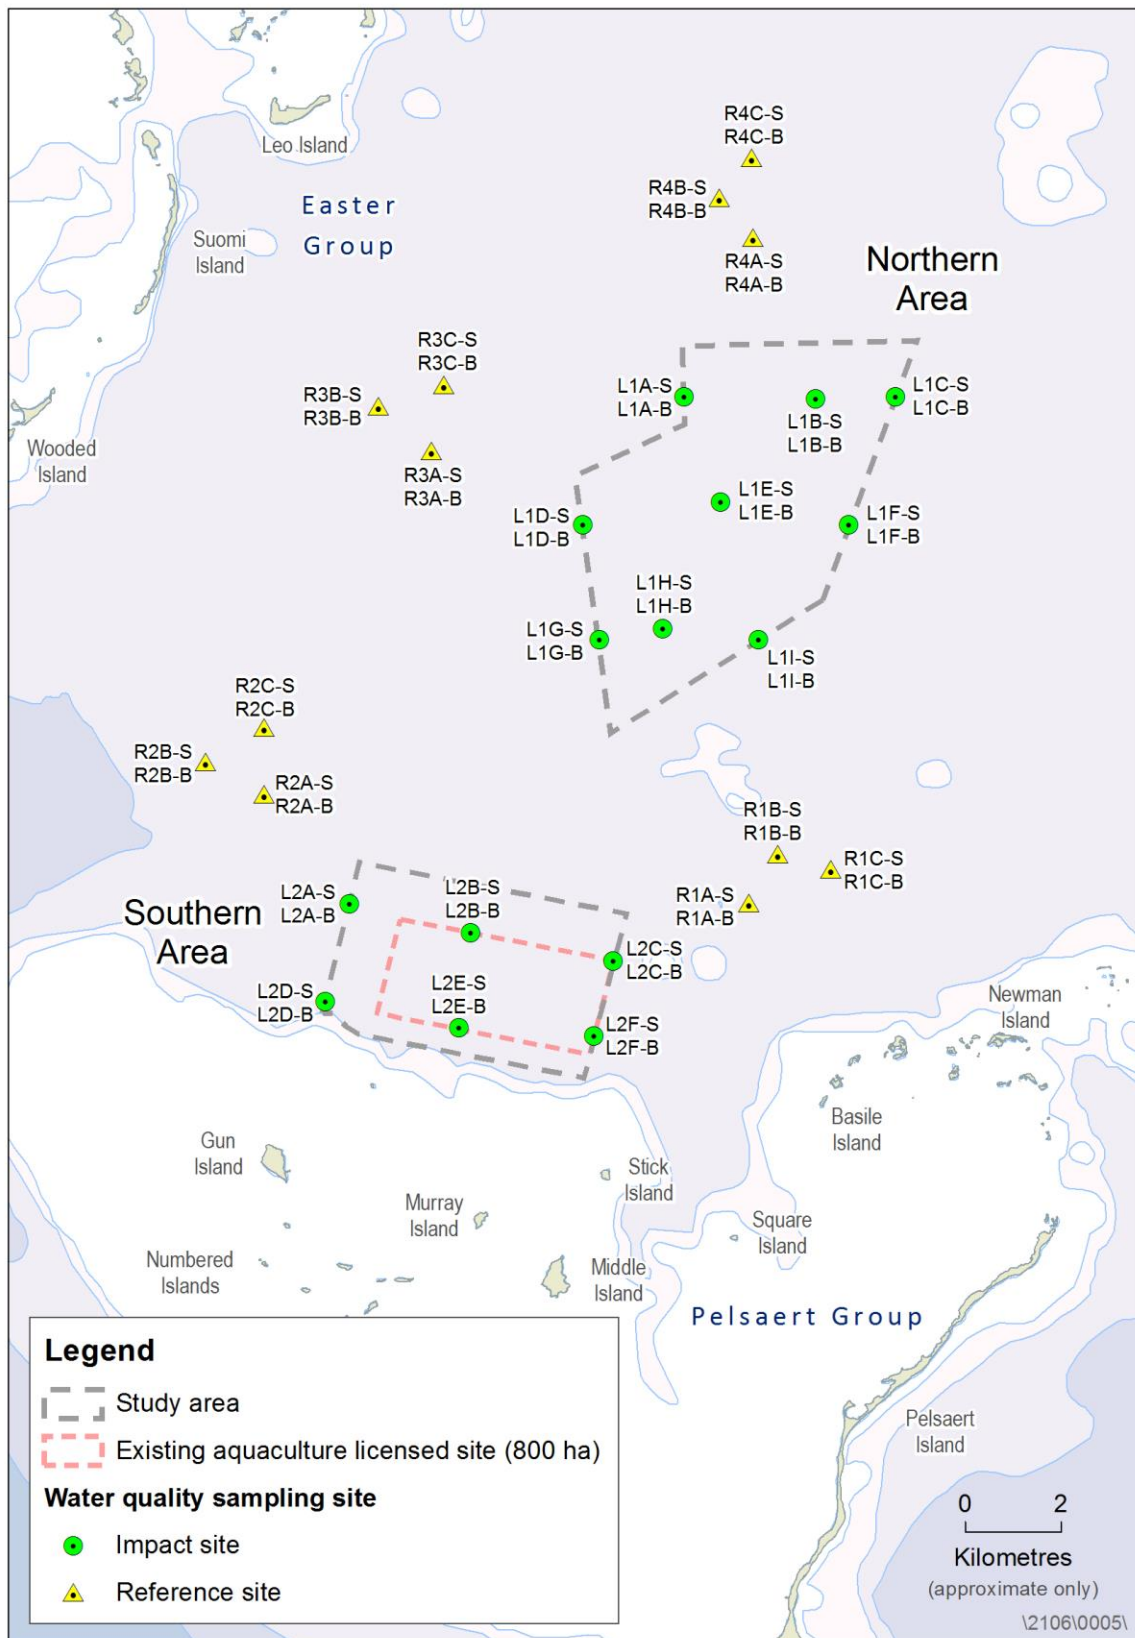 R4C-S
R4C-B
Leo Island
R4B-S
R4B-B
Easter
Group
Suomi
Island
R4A-S
R4A-B
Northern
Area
R3C-S
R3C-B
R3B-S
R3B-B
L1A-S
L1A-B
L1C-S
L1C-B
L1B-S
L1B-B
Wooded
Island
R3A-S
R3A-B
L1E-S
L1E-B
L1D-S
L1D-B
L1F-S
L1F-B
L1H-S
L1H-B
L1G-S
L1G-B
L1I-S
L1I-B
R2C-S
R2C-B
R2B-S
R2B-B
R2A-S
R2A-B
R1B-S
R1B-B
R1C-S
R1C-B
R1A-S
R1A-B
L2A-S
L2A-B
L2B-S
L2B-B
Southern
Area
L2C-S
L2C-B
L2D-S
L2D-B
L2E-S
L2E-B
L2F-S
L2F-B
Newman
Island
Basile
Island
Gun
Island
Stick
Island
Murray
Island
Square
Island
Numbered
Islands
Middle
Island
Pelsaert Group
Pelsaert
Island
Legend
Study area
Existing aquaculture licensed site (800 ha)
Water quality sampling site
Impact site
Reference site
0 2
Kilometres
(approximate only)
\2106\0005\